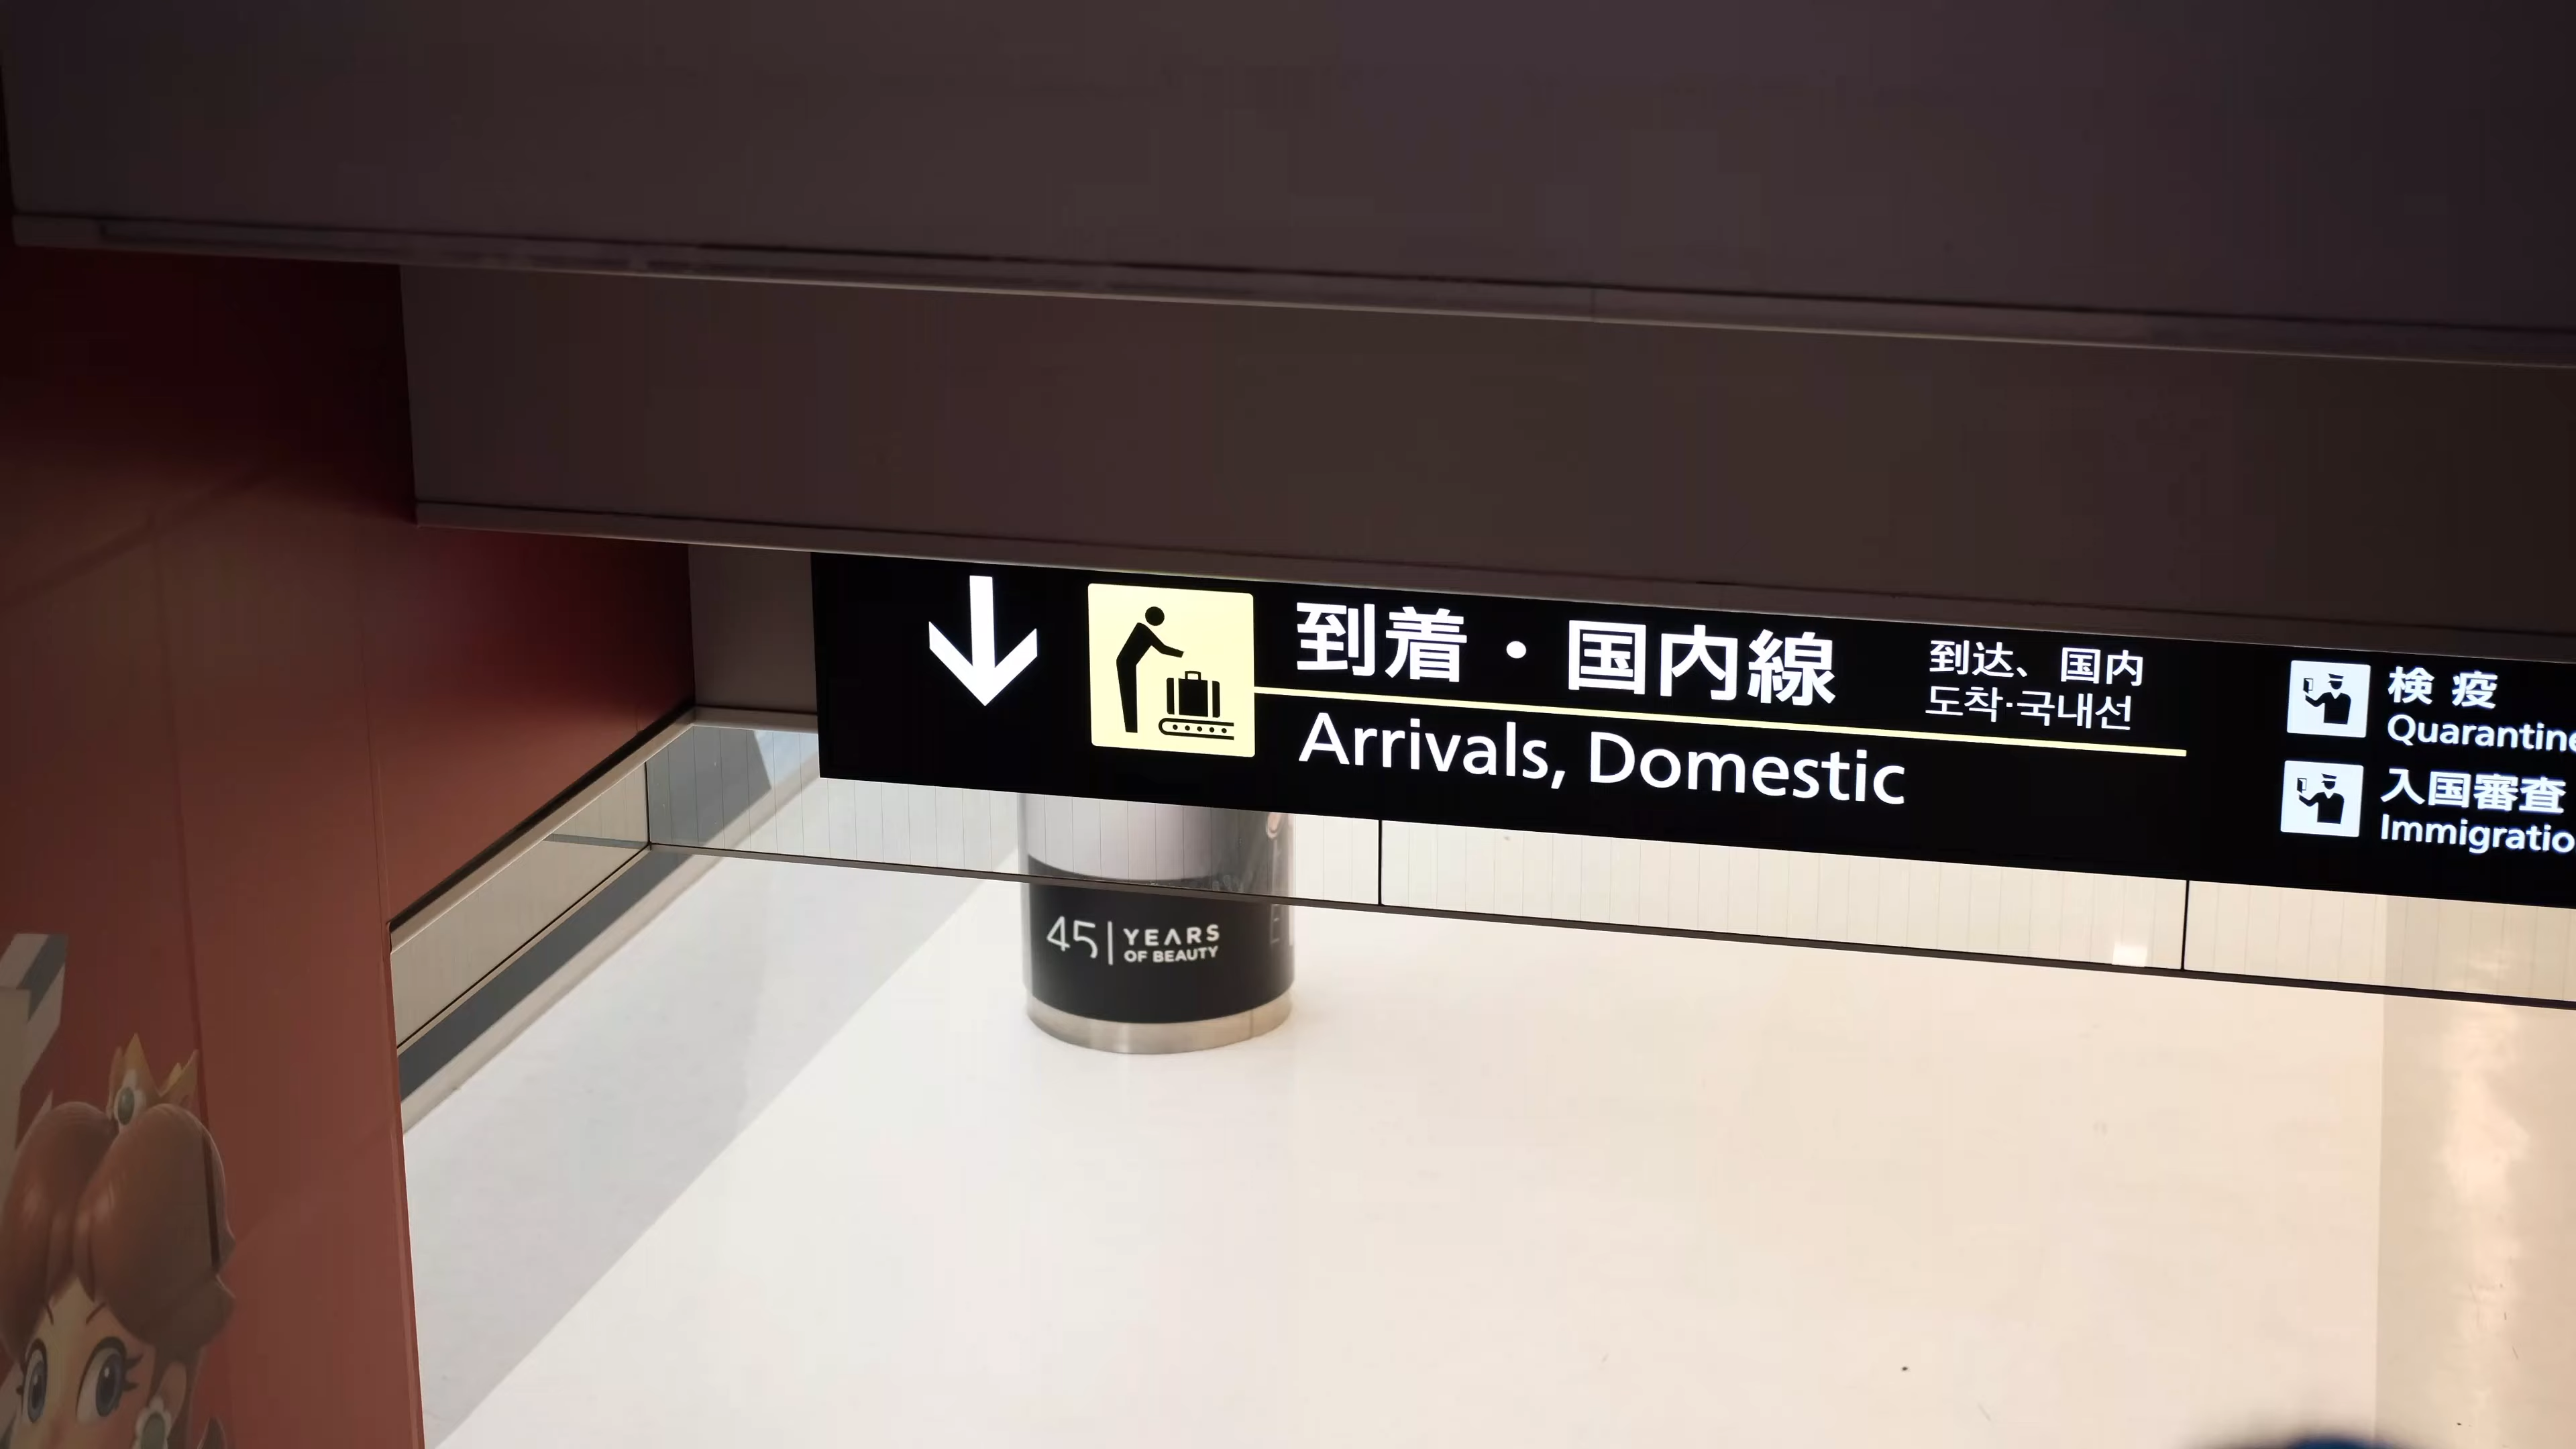 到着・国内線
Arrivals, Domestic
到达、国内
도착·국내선
検疫
Quarantine
入国審査
Immigratio
45 | YEARS
OF BEAUTY